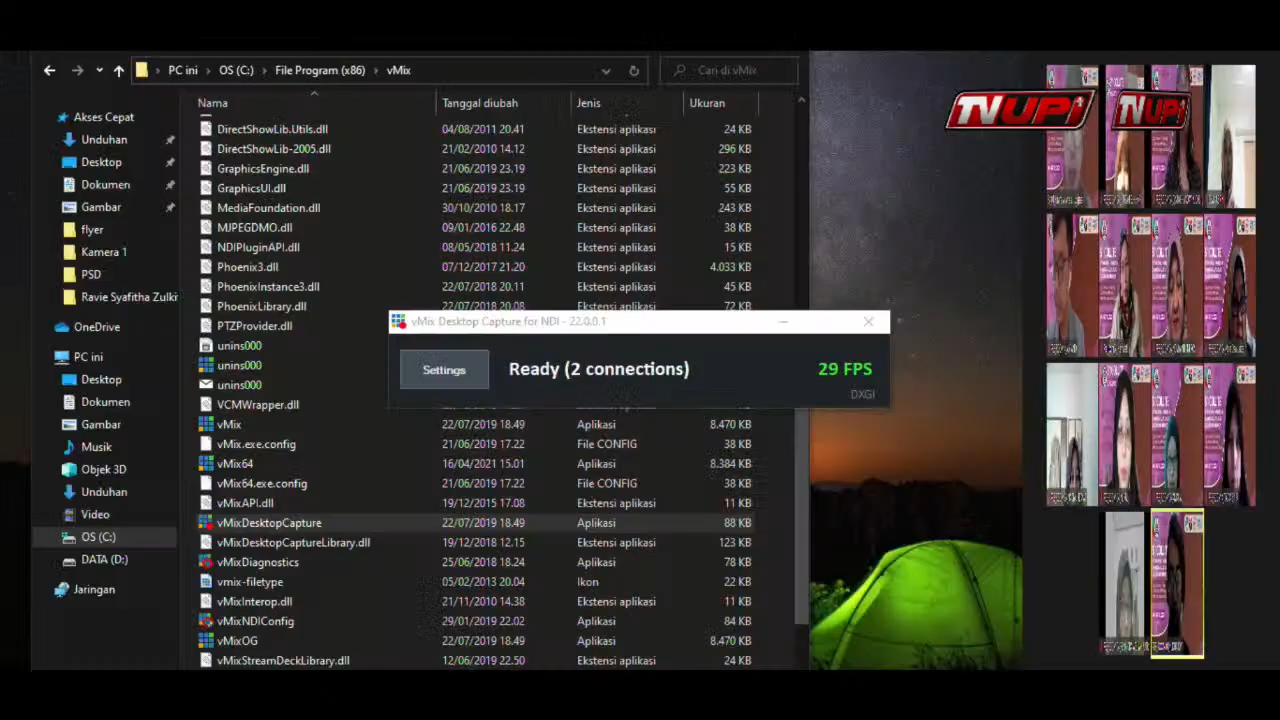 PC ini > OS (C:) > File Program (x86) > vMix
Cari di vMix
Nama Tanggal diubah Jenis Ukuran
Akses Cepat
Unduhan
Desktop
Dokumen
Gambar
flyer
Kamera 1
PSD
Ravie Syafitha Zulki
OneDrive
PC ini
Desktop
Dokumen
Gambar
Musik
Objek 3D
Unduhan
Video
OS (C:)
DATA (D:)
Jaringan
DirectShowLib.Utils.dll 04/08/2011 20.41 Ekstensi aplikasi 24 KB
DirectShowLib-2005.dll 21/02/2010 14.12 Ekstensi aplikasi 296 KB
GraphicsEngine.dll 21/06/2019 23.19 Ekstensi aplikasi 223 KB
GraphicsUI.dll 21/06/2019 23.19 Ekstensi aplikasi 55 KB
MediaFoundation.dll 30/10/2010 18.17 Ekstensi aplikasi 243 KB
MJPEGDMO.dll 09/01/2016 22.48 Ekstensi aplikasi 38 KB
NDIPluginAPI.dll 08/05/2018 11.24 Ekstensi aplikasi 15 KB
Phoenix3.dll 07/12/2017 21.20 Ekstensi aplikasi 4.033 KB
PhoenixInstance3.dll 22/07/2018 20.11 Ekstensi aplikasi 45 KB
PhoenixLibrary.dll 22/07/2018 20.08 Ekstensi aplikasi 72 KB
PTZProvider.dll
unins000
unins000
unins000
VCMWrapper.dll
vMix 22/07/2019 18.49 Aplikasi 8.470 KB
vMix.exe.config 21/06/2019 17.22 File CONFIG 38 KB
vMix64 16/04/2021 15.01 Aplikasi 8.384 KB
vMix64.exe.config 21/06/2019 17.22 File CONFIG 38 KB
vMixAPI.dll 19/12/2015 17.08 Ekstensi aplikasi 11 KB
vMixDesktopCapture 22/07/2019 18.49 Aplikasi 88 KB
vMixDesktopCaptureLibrary.dll 19/12/2018 12.15 Ekstensi aplikasi 123 KB
vMixDiagnostics 25/06/2018 18.24 Aplikasi 78 KB
vmix-filetype 05/02/2013 20.04 Ikon 22 KB
vMixInterop.dll 21/11/2010 14.38 Ekstensi aplikasi 11 KB
vMixNDIConfig 29/01/2019 22.02 Aplikasi 84 KB
vMixOG 22/07/2019 18.49 Aplikasi 8.470 KB
vMixStreamDeckLibrary.dll 12/06/2019 22.50 Ekstensi aplikasi 18 KB
vMix Desktop Capture for NDI - 22.0.0.1
Settings
Ready (2 connections)
29 FPS
DXGI
TVUPI
TVUPI